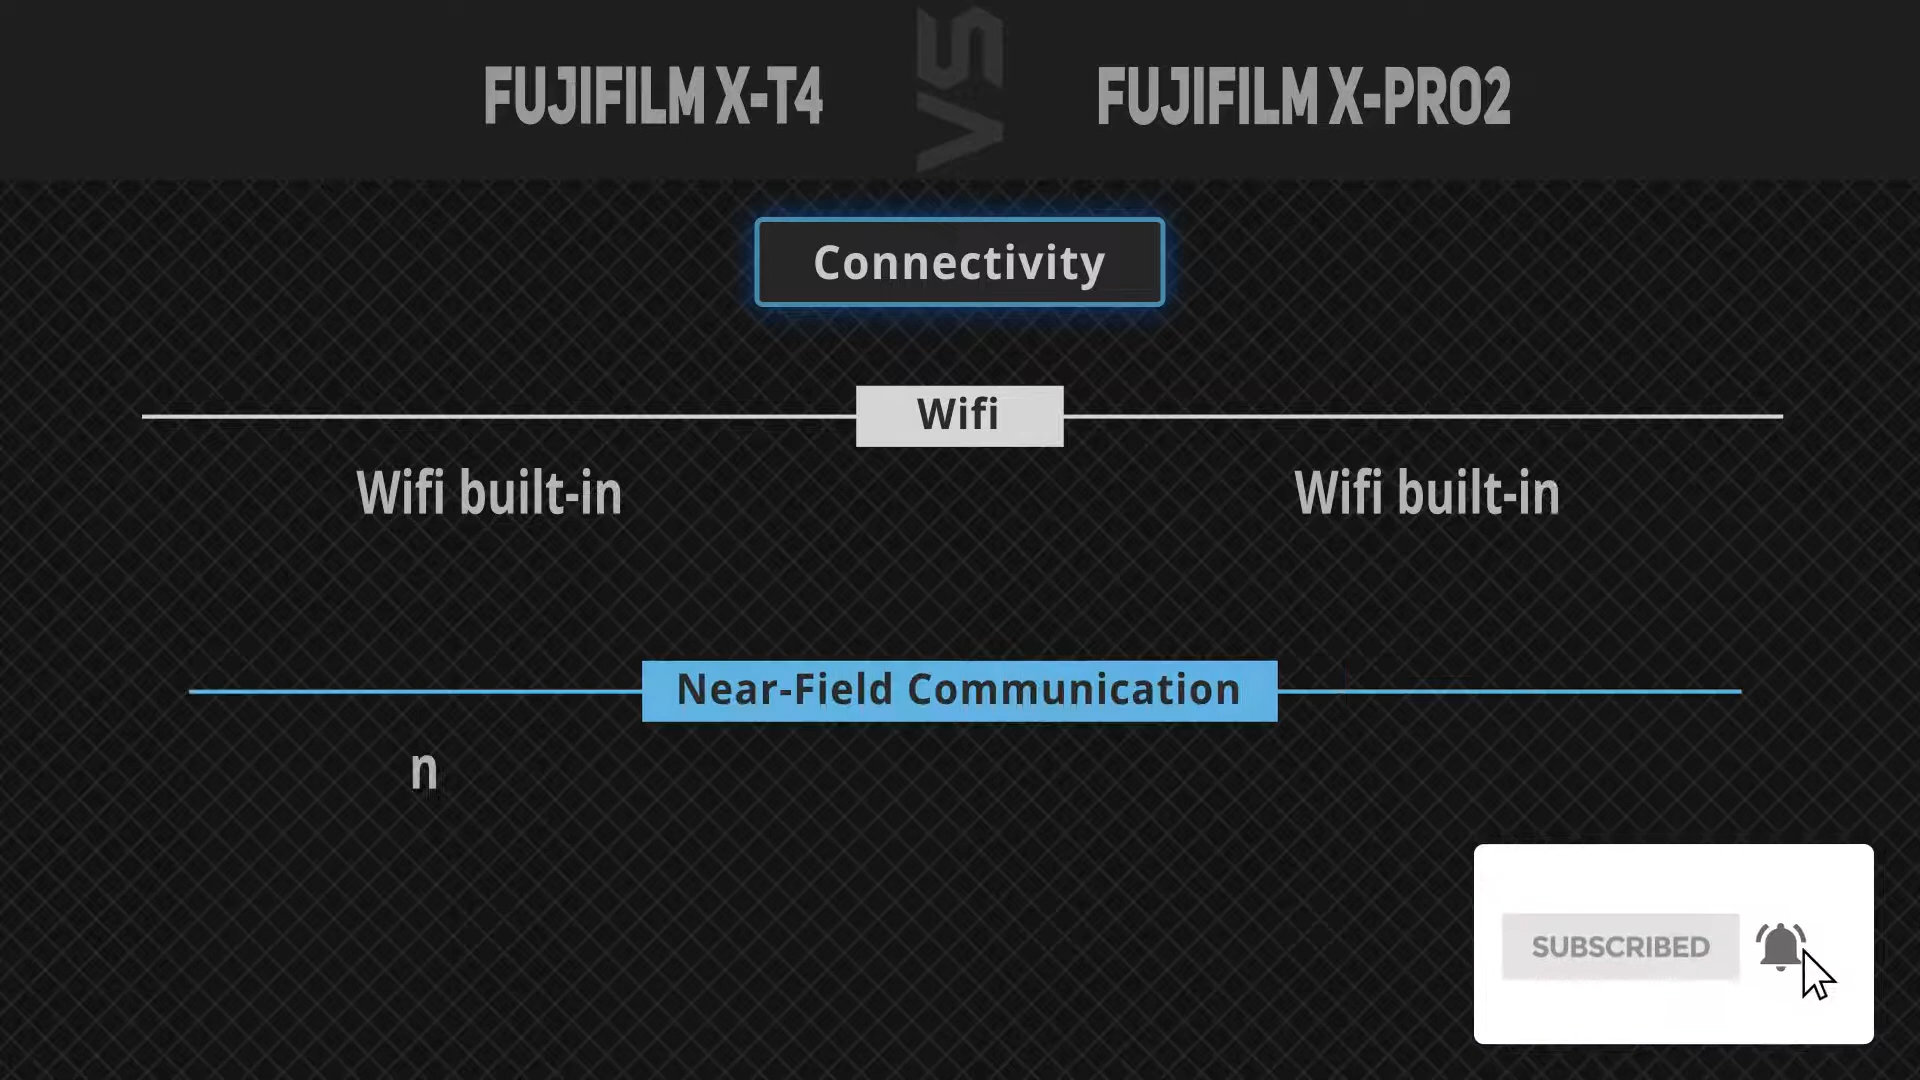 FUJIFILM X-T4
VS
FUJIFILM X-PRO2
Connectivity
Wifi
Wifi built-in
Wifi built-in
Near-Field Communication
n
SUBSCRIBED